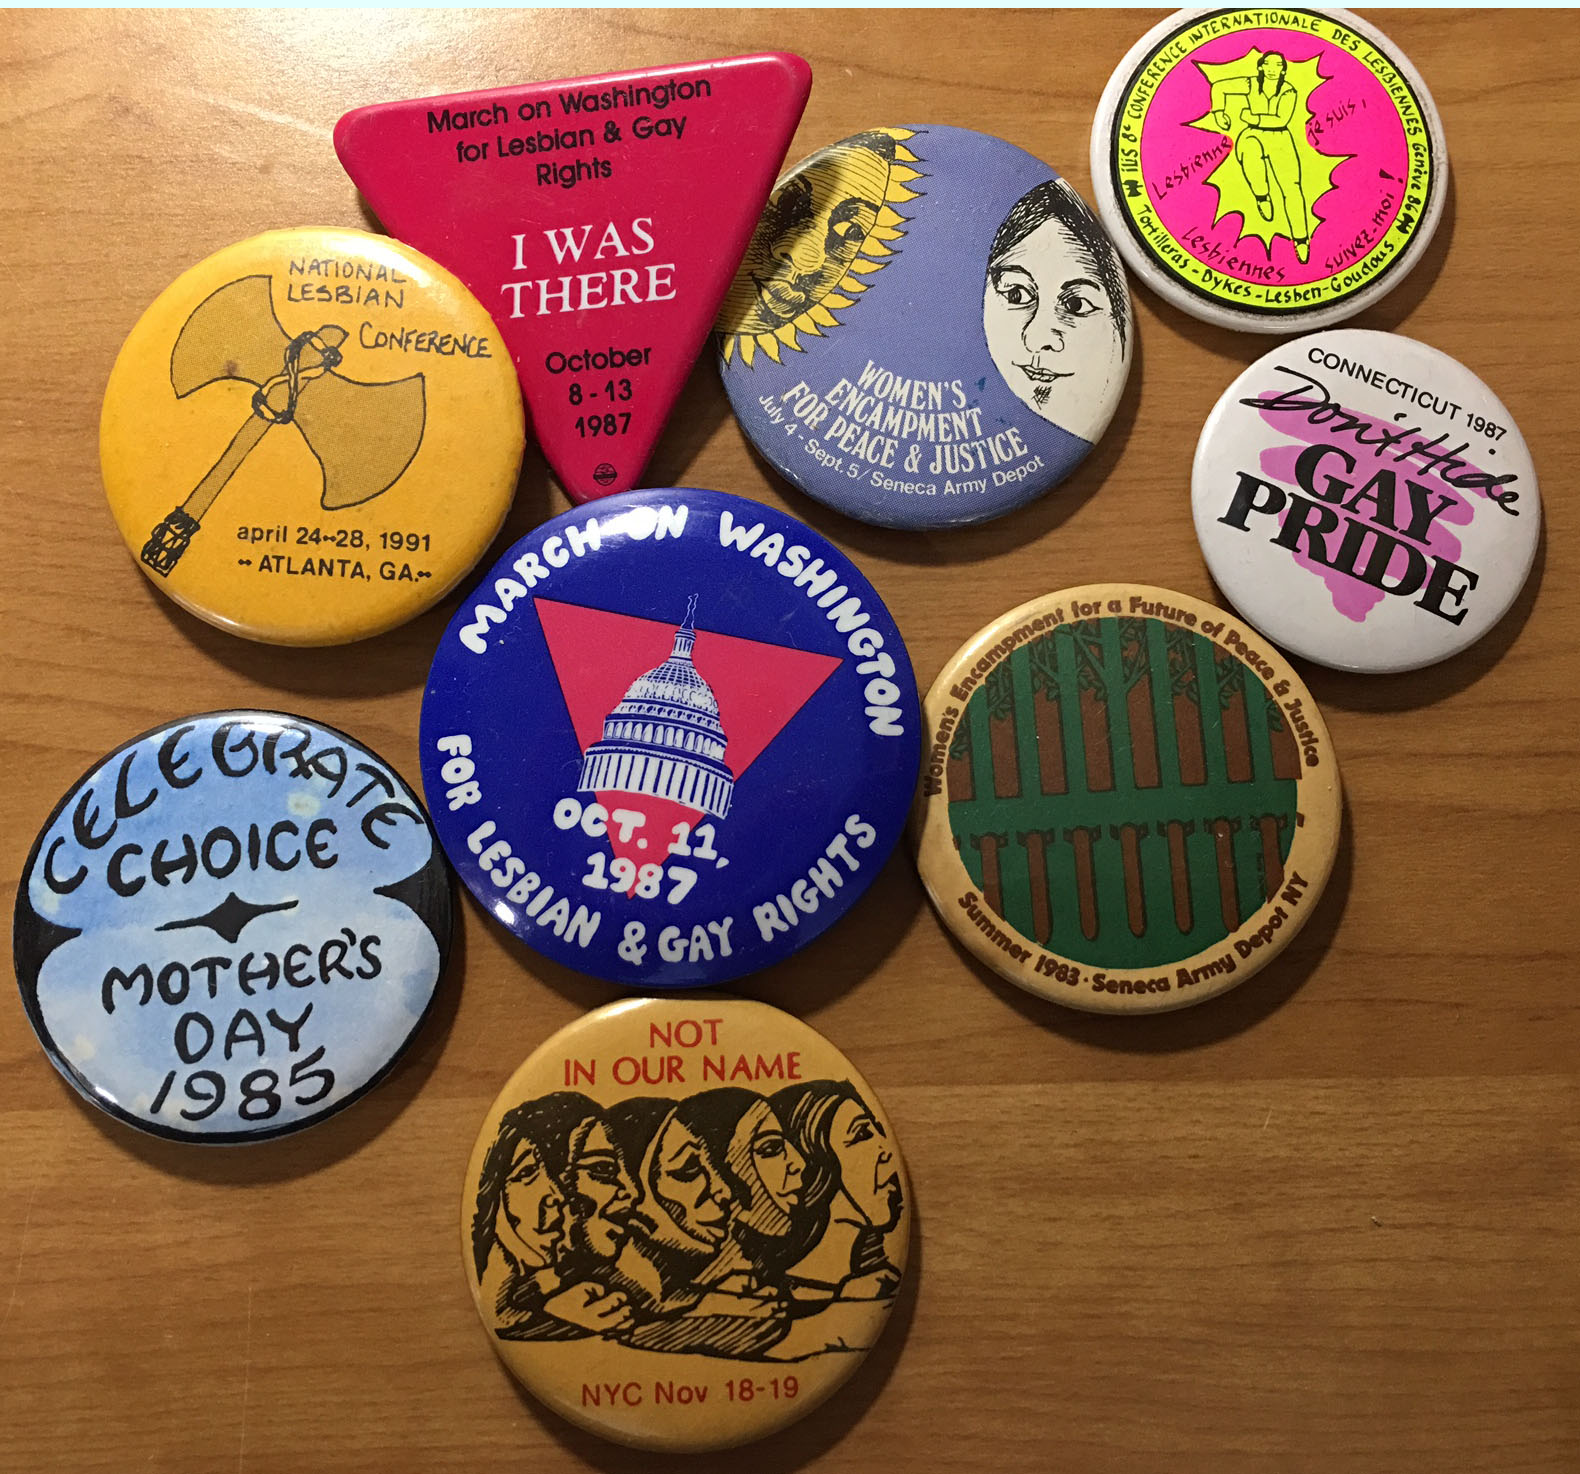 March on Washington
for Lesbian & Gay
Rights
I WAS
THERE
October
8 - 13
1987
ILIS 8e CONFERENCE INTERNATIONALE DES LESBIENNES Genève 86
Lesbienne je suis,
Lesbiennes suivez-moi !
Tortilleras - Dykes - Lesben - Goudous
NATIONAL
LESBIAN
CONFERENCE
april 24--28, 1991
-- ATLANTA, GA.--
WOMEN'S
ENCAMPMENT
FOR PEACE & JUSTICE
July 4 - Sept. 5 / Seneca Army Depot
CONNECTICUT 1987
Don't Hide
GAY
PRIDE
MARCH ON WASHINGTON
OCT. 11,
1987
FOR LESBIAN & GAY RIGHTS
Women's Encampment for a Future of Peace & Justice
Summer 1983 · Seneca Army Depot NY
CELEBRATE
CHOICE
MOTHER'S
DAY
1985
NOT
IN OUR NAME
NYC Nov 18-19